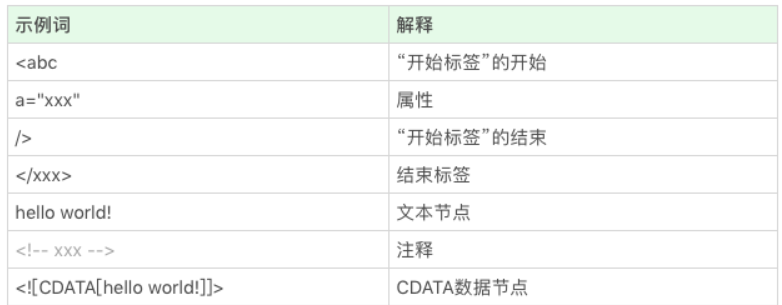 示例词 解释
<abc “开始标签”的开始
a="xxx" 属性
/> “开始标签”的结束
</xxx> 结束标签
hello world! 文本节点
<!-- xxx --> 注释
<![CDATA[hello world!]]> CDATA数据节点